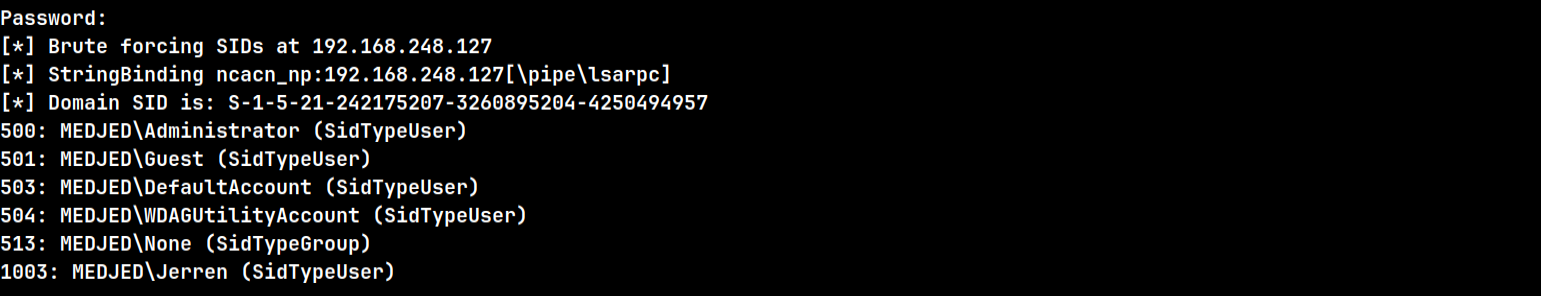 Password:
[*] Brute forcing SIDs at 192.168.248.127
[*] StringBinding ncacn_np:192.168.248.127[\pipe\lsarpc]
[*] Domain SID is: S-1-5-21-242175207-3260895204-4250494957
500: MEDJED\Administrator (SidTypeUser)
501: MEDJED\Guest (SidTypeUser)
503: MEDJED\DefaultAccount (SidTypeUser)
504: MEDJED\WDAGUtilityAccount (SidTypeUser)
513: MEDJED\None (SidTypeGroup)
1003: MEDJED\Jerren (SidTypeUser)